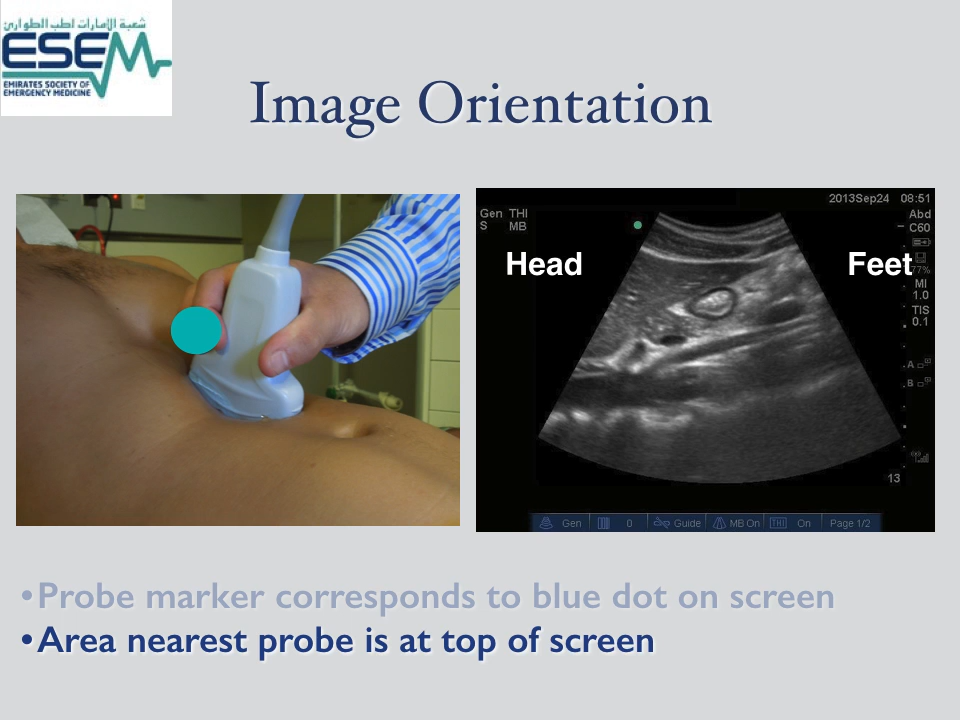 شعبة الإمارات لطب الطوارئ
ESEM
EMIRATES SOCIETY OF
EMERGENCY MEDICINE
Image Orientation
2013Sep24 08:51
Gen THI
S MB
Abd
C60
Head
Feet
77%
MI
1.0
TIS
0.1
A
B
13
Gen 0 Guide MB On THI On Page 1/2
•Probe marker corresponds to blue dot on screen
•Area nearest probe is at top of screen